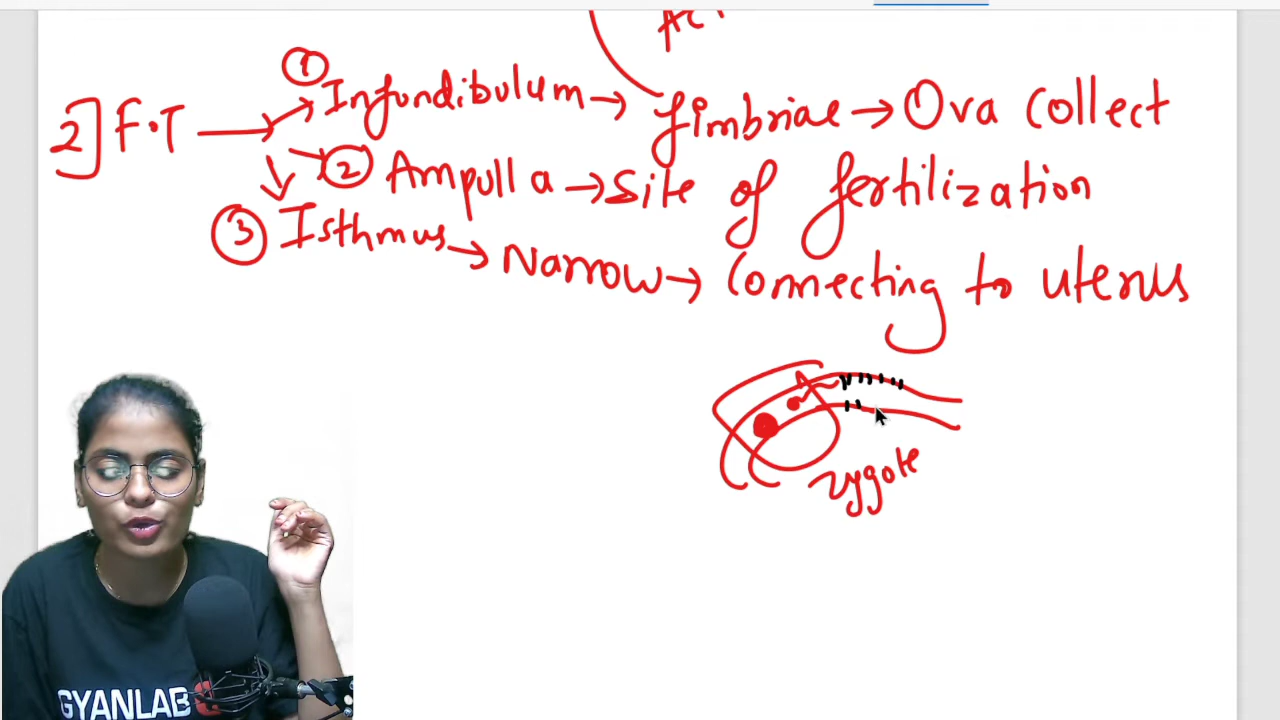 Act
2] F.T → ① Infundibulum → fimbriae → Ova collect
② Ampulla → Site of fertilization
③ Isthmus → Narrow → Connecting to uterus
zygote
GYANLAB